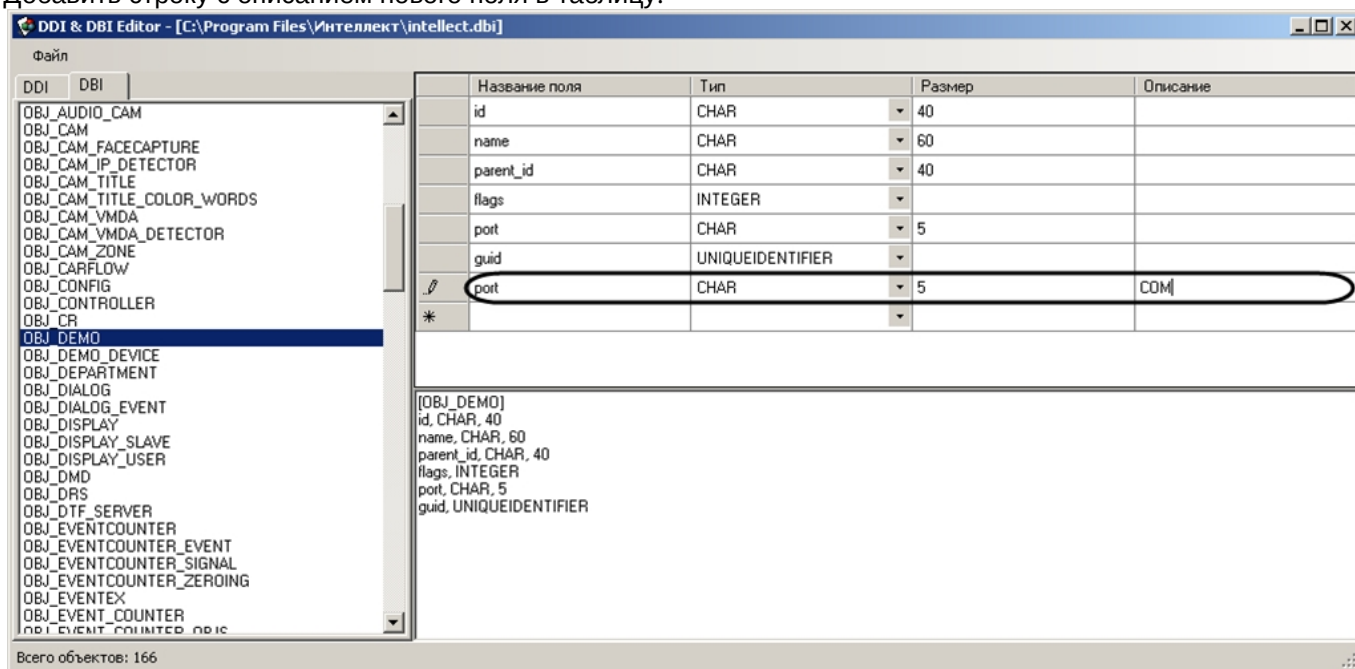 Добавить строку с описанием нового поля в таблицу.
DDI & DBI Editor - [C:\Program Files\Интеллект\intellect.dbi]
Файл
DDI DBI
OBJ_AUDIO_CAM
OBJ_CAM
OBJ_CAM_FACECAPTURE
OBJ_CAM_IP_DETECTOR
OBJ_CAM_TITLE
OBJ_CAM_TITLE_COLOR_WORDS
OBJ_CAM_VMDA
OBJ_CAM_VMDA_DETECTOR
OBJ_CAM_ZONE
OBJ_CARFLOW
OBJ_CONFIG
OBJ_CONTROLLER
OBJ_CR
OBJ_DEMO
OBJ_DEMO_DEVICE
OBJ_DEPARTMENT
OBJ_DIALOG
OBJ_DIALOG_EVENT
OBJ_DISPLAY
OBJ_DISPLAY_SLAVE
OBJ_DISPLAY_USER
OBJ_DMD
OBJ_DRS
OBJ_DTF_SERVER
OBJ_EVENTCOUNTER
OBJ_EVENTCOUNTER_EVENT
OBJ_EVENTCOUNTER_SIGNAL
OBJ_EVENTCOUNTER_ZEROING
OBJ_EVENTEX
OBJ_EVENT_COUNTER
OBJ_EVENT_COUNTER_OBJS
Название поля Тип Размер Описание
id CHAR 40
name CHAR 60
parent_id CHAR 40
flags INTEGER
port CHAR 5
guid UNIQUEIDENTIFIER
port CHAR 5 COM
[OBJ_DEMO]
id, CHAR, 40
name, CHAR, 60
parent_id, CHAR, 40
flags, INTEGER
port, CHAR, 5
guid, UNIQUEIDENTIFIER
Всего объектов: 166